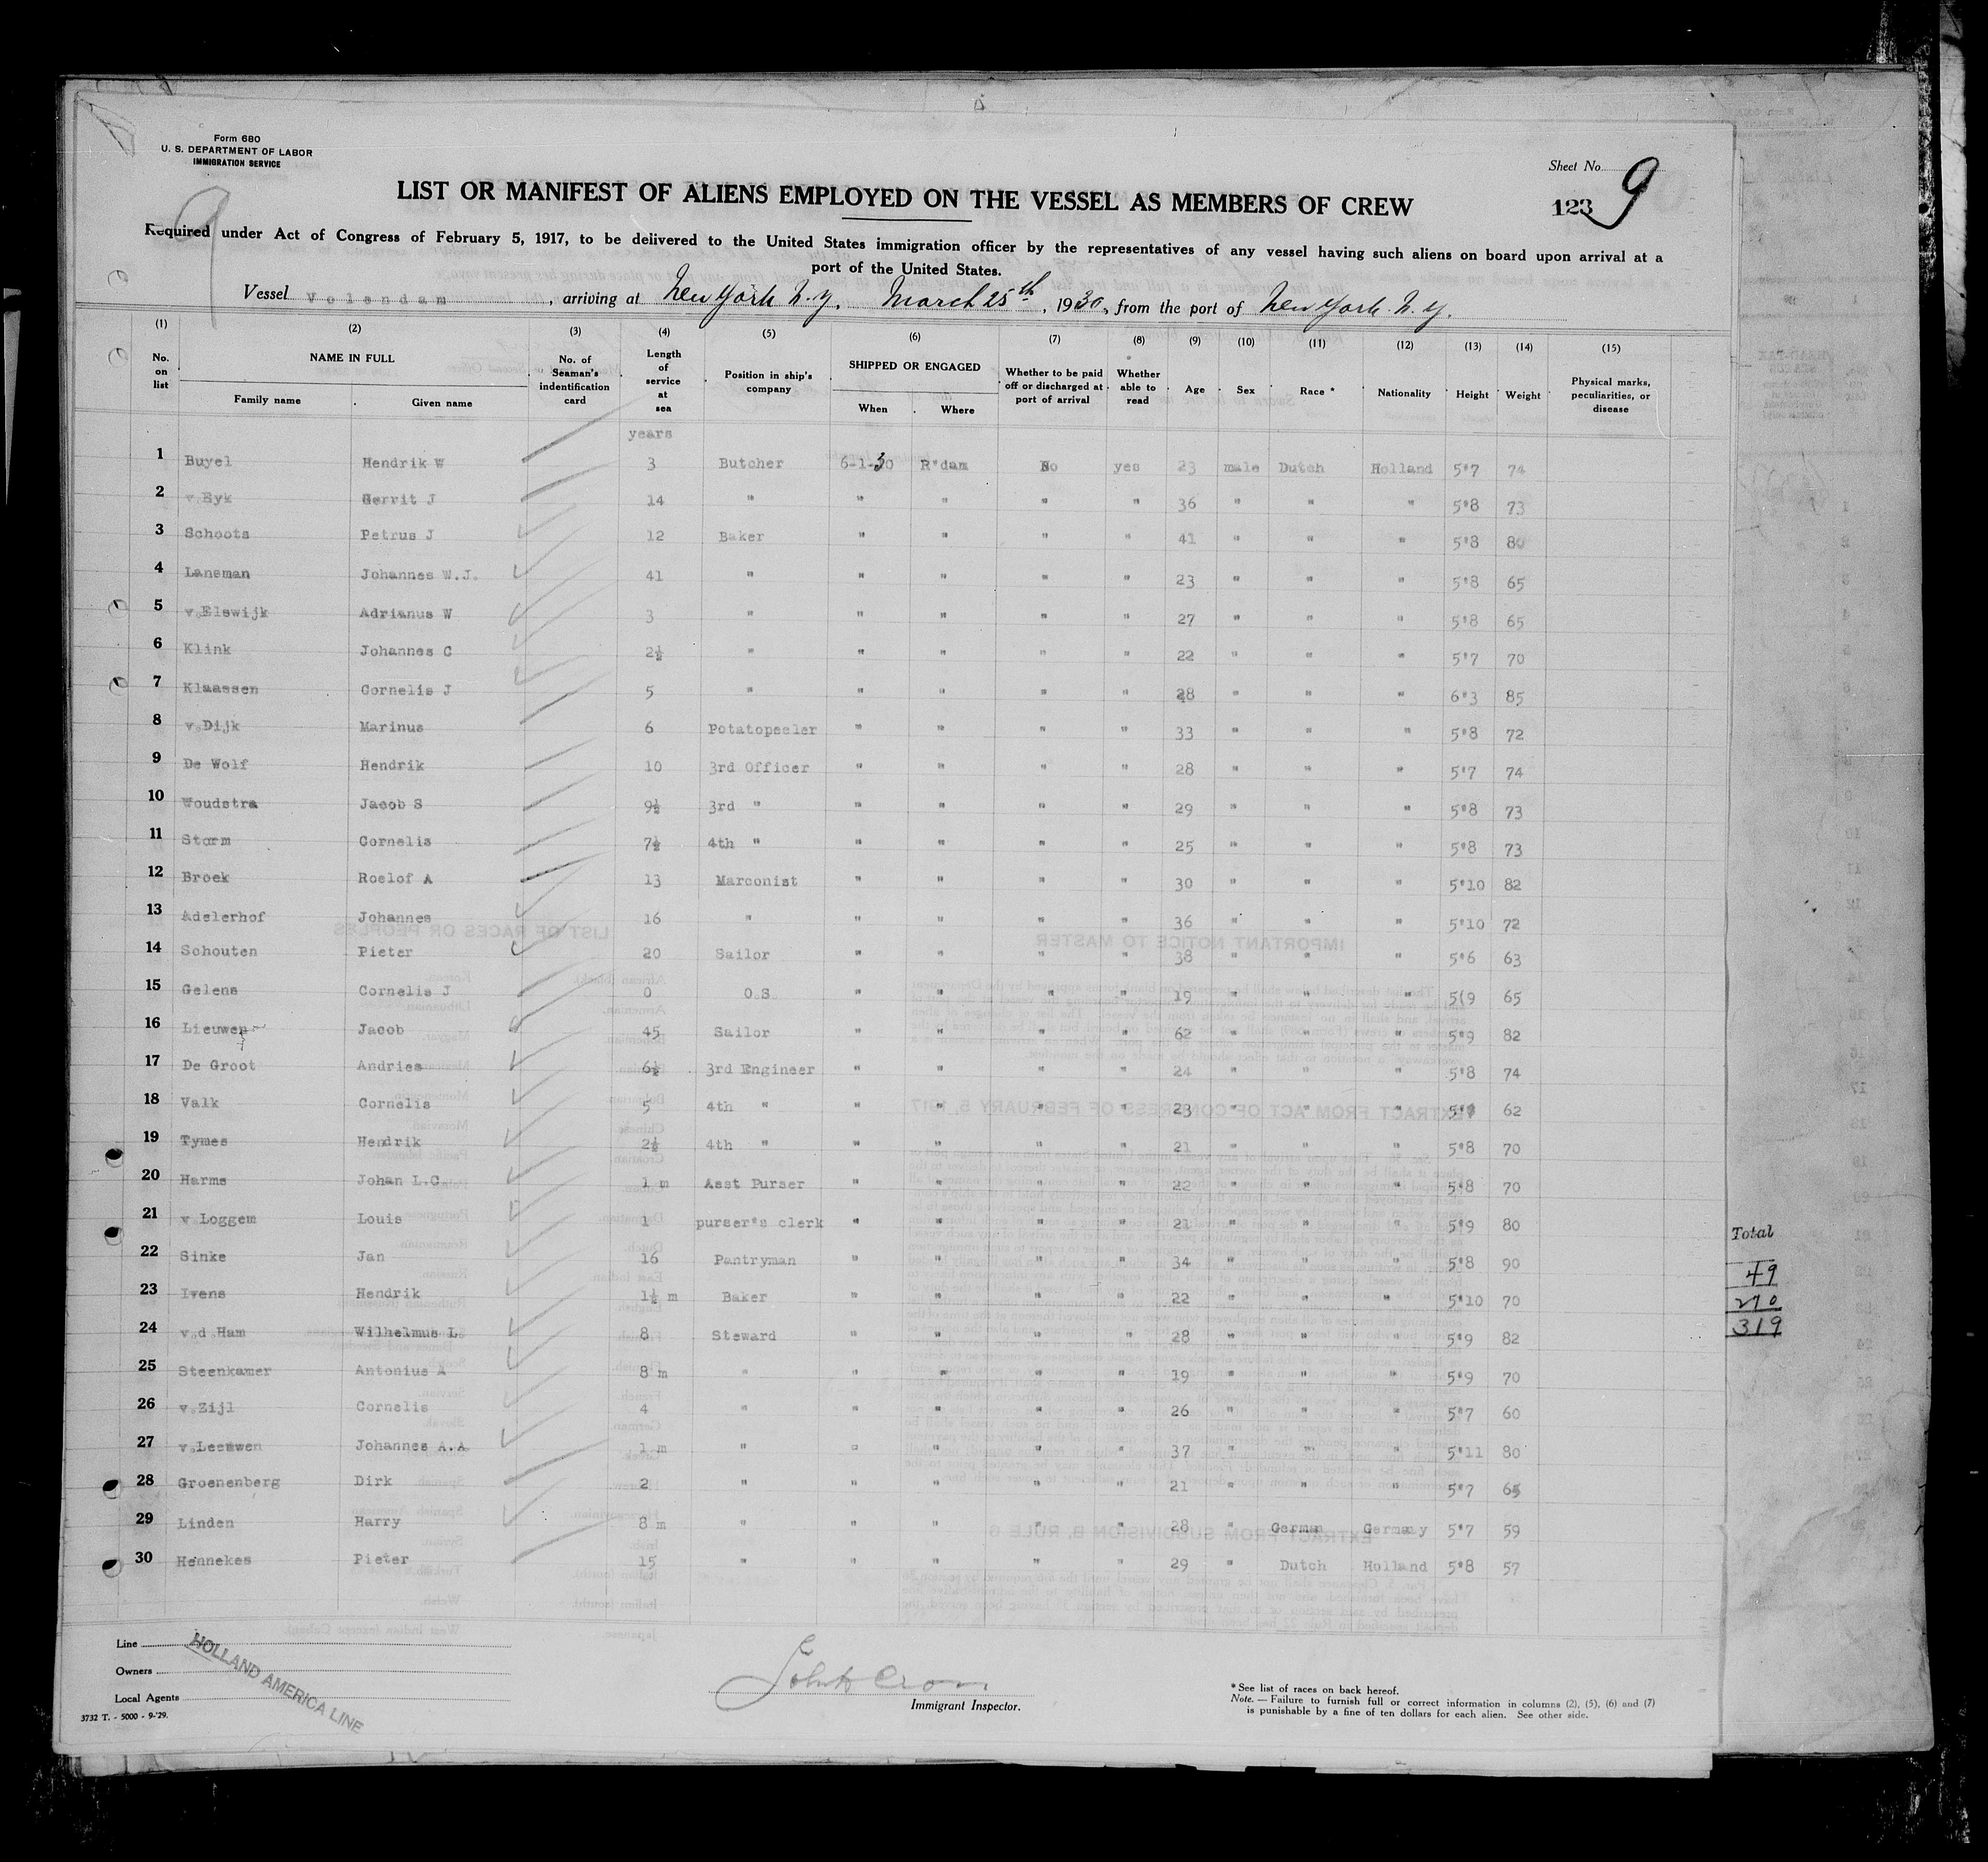 Form 680
U. S. DEPARTMENT OF LABOR
IMMIGRATION SERVICE
Sheet No. 9
123
LIST OR MANIFEST OF ALIENS EMPLOYED ON THE VESSEL AS MEMBERS OF CREW
Required under Act of Congress of February 5, 1917, to be delivered to the United States immigration officer by the representatives of any vessel having such aliens on board upon arrival at a
port of the United States.
Vessel Volendam, arriving at New York N.Y. March 25th, 1930, from the port of New York. N.Y.
(1) (2) (3) (4) (5) (6) (7) (8) (9) (10) (11) (12) (13) (14) (15)
No. on list NAME IN FULL Family name Given name No. of Seaman's indentification card Length of service at sea Position in ship's company SHIPPED OR ENGAGED When Where Whether to be paid off or discharged at port of arrival Whether able to read Age Sex Race * Nationality Height Weight Physical marks, peculiarities, or disease
years
1 Buyel Hendrik W 3 Butcher 6-1-30 R'dam No yes 23 male Dutch Holland 5'7 74
2 v.Eyk Gerrit J 14 " " " " " 36 " " " 5'8 73
3 Schoots Petrus J 12 Baker " " " " 41 " " " 5'8 80
4 Laneman Johannes W.J. 41 " " " " " 23 " " " 5'8 65
5 v.Elswijk Adrianus W 3 " " " " " 27 " " " 5'8 65
6 Klink Johannes C 2½ " " " " " 22 " " " 5'7 70
7 Klaassen Cornelis J 5 " " " " " 28 " " " 6'3 85
8 v.Dijk Marinus 6 Potatopeeler " " " " 33 " " " 5'8 72
9 De Wolf Hendrik 10 3rd Officer " " " " 28 " " " 5'7 74
10 Woudstra Jacob S 9½ 3rd " " " " " 29 " " " 5'8 73
11 Storm Cornelis 7½ 4th " " " " " 25 " " " 5'8 73
12 Broek Roelof A 13 Marconist " " " " 30 " " " 5'10 82
13 Adelerhof Johannes 16 " " " " " 36 " " " 5'10 72
14 Schouten Pieter 20 Sailor " " " " 38 " " " 5'6 63
15 Gelens Cornelis J 0 O.S. " " " " 19 " " " 5(9 65
16 Lieuwen Jacob 45 Sailor " " " " 62 " " " 5'9 82
17 De Groot Andries 6½ 3rd Engineer " " " " 24 " " " 5'8 74
18 Valk Cornelis 5 4th " " " " " 23 " " " 62
19 Tymes Hendrik 2½ 4th " " " " " 21 " " " 5'8 70
20 Harms Johan L.C. 1 m Asst Purser " " " " 22 " " " 5'8 70
21 v Loggem Louis 1 purser's clerk " " " " 21 " " " 5'9 80
22 Sinke Jan 16 Pantryman " " " " 34 " " " 5'8 90
23 Ivens Hendrik 1½ m Baker " " " " 22 " " " 5'10 70
24 v.d Ham Wilhelmus L 8 Steward " " " " 28 " " " 5'9 82
25 Steenkamer Antonius A 8 m " " " " " 19 " " " 5'9 70
26 v.Zijl Cornelis 4 " " " " " 26 " " " 5'7 60
27 v.Leeuwen Johannes A.A 1 m " " " " " 37 " " " 5'11 80
28 Groenenberg Dirk 2 " " " " " 21 " " " 5'7 65
29 Linden Harry 8 m " " " " " 28 " German Germany 5'7 59
30 Hennekes Pieter 15 " " " " " 29 " Dutch Holland 5'8 57
Total
49
270
319
Line
Owners
Local Agents
HOLLAND AMERICA LINE
3732 T. - 5000 - 9-'29.
Immigrant Inspector.
* See list of races on back hereof.
Note. — Failure to furnish full or correct information in columns (2), (5), (6) and (7)
is punishable by a fine of ten dollars for each alien. See other side.